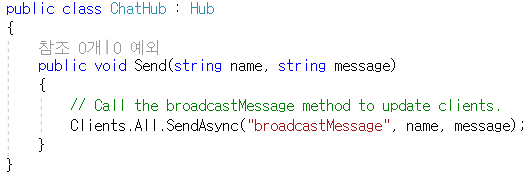 public class ChatHub : Hub
{
참조 0개 | 0 예외
public void Send(string name, string message)
{
// Call the broadcastMessage method to update clients.
Clients.All.SendAsync("broadcastMessage", name, message);
}
}